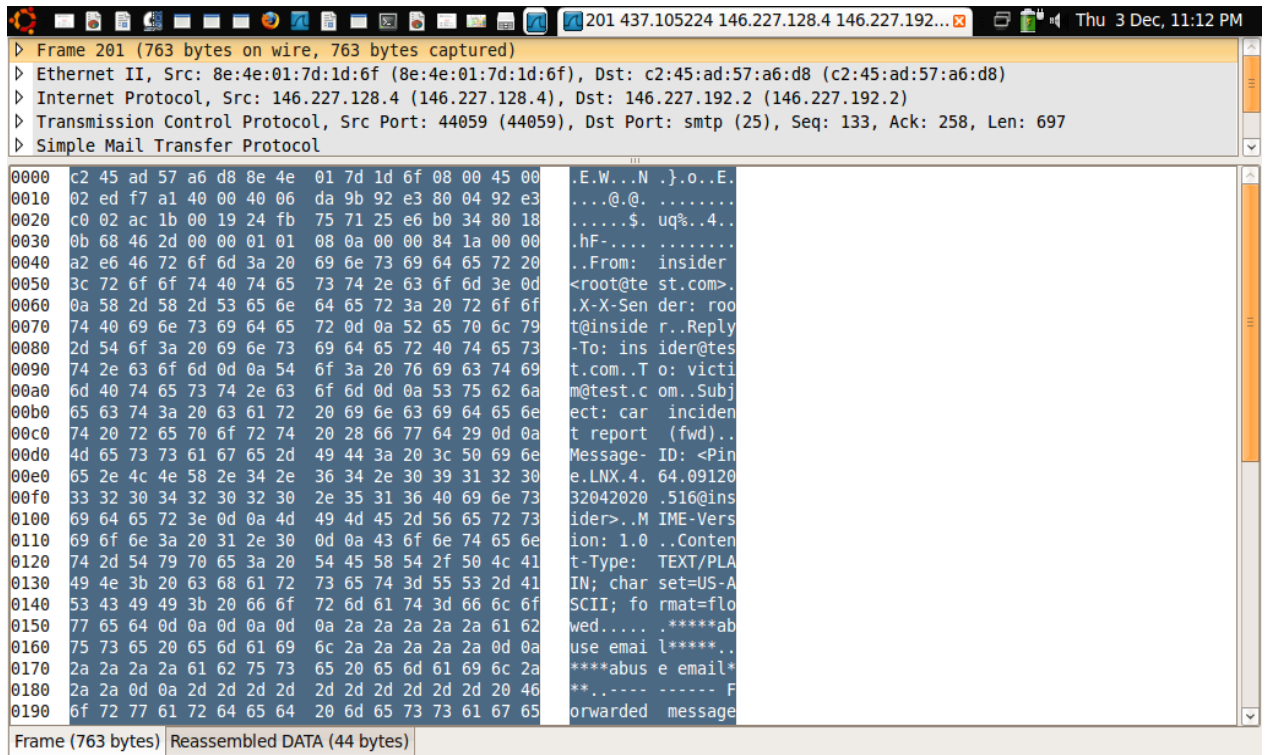 201 437.105224 146.227.128.4 146.227.192...
Thu 3 Dec, 11:12 PM
Frame 201 (763 bytes on wire, 763 bytes captured)
Ethernet II, Src: 8e:4e:01:7d:1d:6f (8e:4e:01:7d:1d:6f), Dst: c2:45:ad:57:a6:d8 (c2:45:ad:57:a6:d8)
Internet Protocol, Src: 146.227.128.4 (146.227.128.4), Dst: 146.227.192.2 (146.227.192.2)
Transmission Control Protocol, Src Port: 44059 (44059), Dst Port: smtp (25), Seq: 133, Ack: 258, Len: 697
Simple Mail Transfer Protocol
0000 c2 45 ad 57 a6 d8 8e 4e 01 7d 1d 6f 08 00 45 00 .E.W...N .}.o..E.
0010 02 ed f7 a1 40 00 40 06 da 9b 92 e3 80 04 92 e3 ....@.@. ........
0020 c0 02 ac 1b 00 19 24 fb 75 71 25 e6 b0 34 80 18 ......$. uq%..4..
0030 0b 68 46 2d 00 00 01 01 08 0a 00 00 84 1a 00 00 .hF-.... ........
0040 a2 e6 46 72 6f 6d 3a 20 69 6e 73 69 64 65 72 20 ..From: insider
0050 3c 72 6f 6f 74 40 74 65 73 74 2e 63 6f 6d 3e 0d <root@te st.com>.
0060 0a 58 2d 58 2d 53 65 6e 64 65 72 3a 20 72 6f 6f .X-X-Sen der: roo
0070 74 40 69 6e 73 69 64 65 72 0d 0a 52 65 70 6c 79 t@inside r..Reply
0080 2d 54 6f 3a 20 69 6e 73 69 64 65 72 40 74 65 73 -To: ins ider@tes
0090 74 2e 63 6f 6d 0d 0a 54 6f 3a 20 76 69 63 74 69 t.com..T o: victi
00a0 6d 40 74 65 73 74 2e 63 6f 6d 0d 0a 53 75 62 6a m@test.c om..Subj
00b0 65 63 74 3a 20 63 61 72 20 69 6e 63 69 64 65 6e ect: car inciden
00c0 74 20 72 65 70 6f 72 74 20 28 66 77 64 29 0d 0a t report (fwd)..
00d0 4d 65 73 73 61 67 65 2d 49 44 3a 20 3c 50 69 6e Message- ID: <Pin
00e0 65 2e 4c 4e 58 2e 34 2e 36 34 2e 30 39 31 32 30 e.LNX.4. 64.09120
00f0 33 32 30 34 32 30 32 30 2e 35 31 36 40 69 6e 73 32042020 .516@ins
0100 69 64 65 72 3e 0d 0a 4d 49 4d 45 2d 56 65 72 73 ider>..M IME-Vers
0110 69 6f 6e 3a 20 31 2e 30 0d 0a 43 6f 6e 74 65 6e ion: 1.0 ..Conten
0120 74 2d 54 79 70 65 3a 20 54 45 58 54 2f 50 4c 41 t-Type: TEXT/PLA
0130 49 4e 3b 20 63 68 61 72 73 65 74 3d 55 53 2d 41 IN; char set=US-A
0140 53 43 49 49 3b 20 66 6f 72 6d 61 74 3d 66 6c 6f SCII; fo rmat=flo
0150 77 65 64 0d 0a 0d 0a 0d 0a 2a 2a 2a 2a 2a 61 62 wed..... .*****ab
0160 75 73 65 20 65 6d 61 69 6c 2a 2a 2a 2a 2a 0d 0a use emai l*****..
0170 2a 2a 2a 2a 61 62 75 73 65 20 65 6d 61 69 6c 2a ****abus e email*
0180 2a 2a 0d 0a 2d 2d 2d 2d 2d 2d 2d 2d 2d 2d 20 46 **..---- ------ F
0190 6f 72 77 61 72 64 65 64 20 6d 65 73 73 61 67 65 orwarded message
Frame (763 bytes) Reassembled DATA (44 bytes)